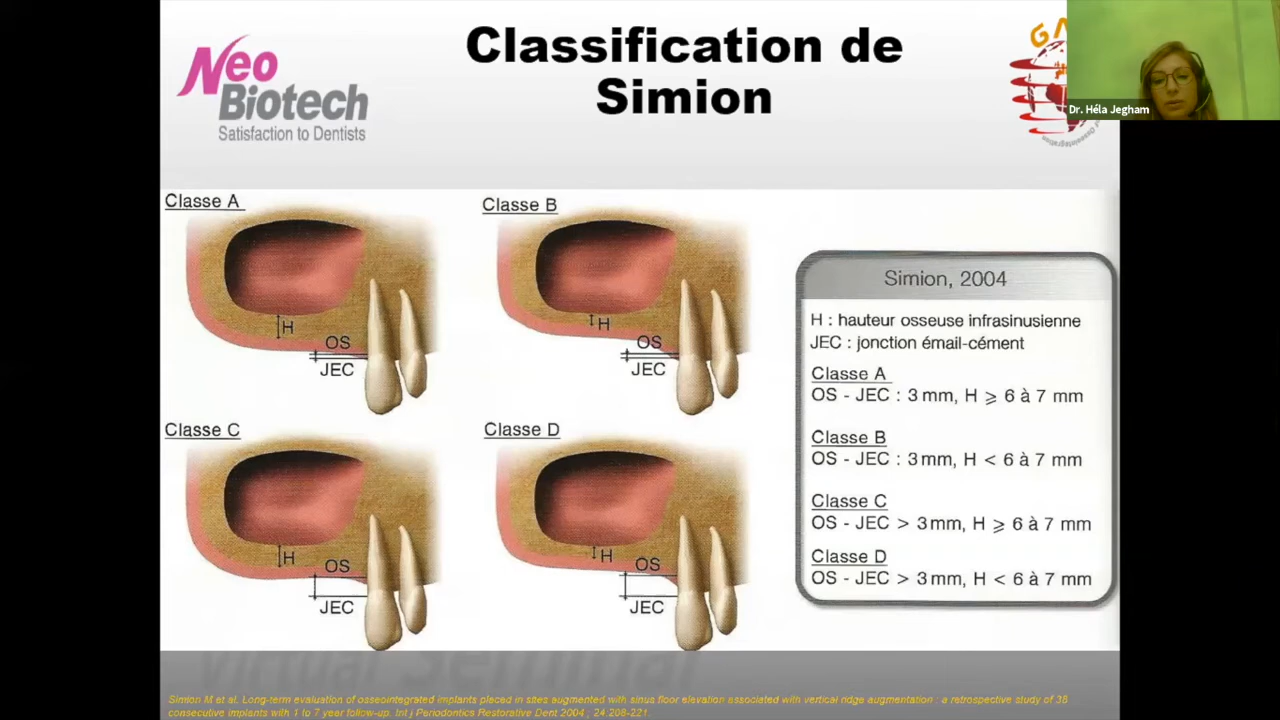 Classification de
Simion
Neo
Biotech
Satisfaction to Dentists
Dr. Héla Jegham
Classe A
H
OS
JEC
Classe B
H
OS
JEC
Classe C
H
OS
JEC
Classe D
H
OS
JEC
Simion, 2004
H : hauteur osseuse infrasinusienne
JEC : jonction émail-cément
Classe A
OS - JEC : 3 mm, H ⩾ 6 à 7 mm
Classe B
OS - JEC : 3 mm, H < 6 à 7 mm
Classe C
OS - JEC > 3 mm, H ⩾ 6 à 7 mm
Classe D
OS - JEC > 3 mm, H < 6 à 7 mm
Virtual Seminar
Simion M et al. Long-term evaluation of osseointegrated implants placed in sites augmented with sinus floor elevation associated with vertical ridge augmentation : a retrospective study of 38
consecutive implants with 1 to 7 year follow-up. Int j Periodontics Restorative Dent 2004 ; 24:208-221.